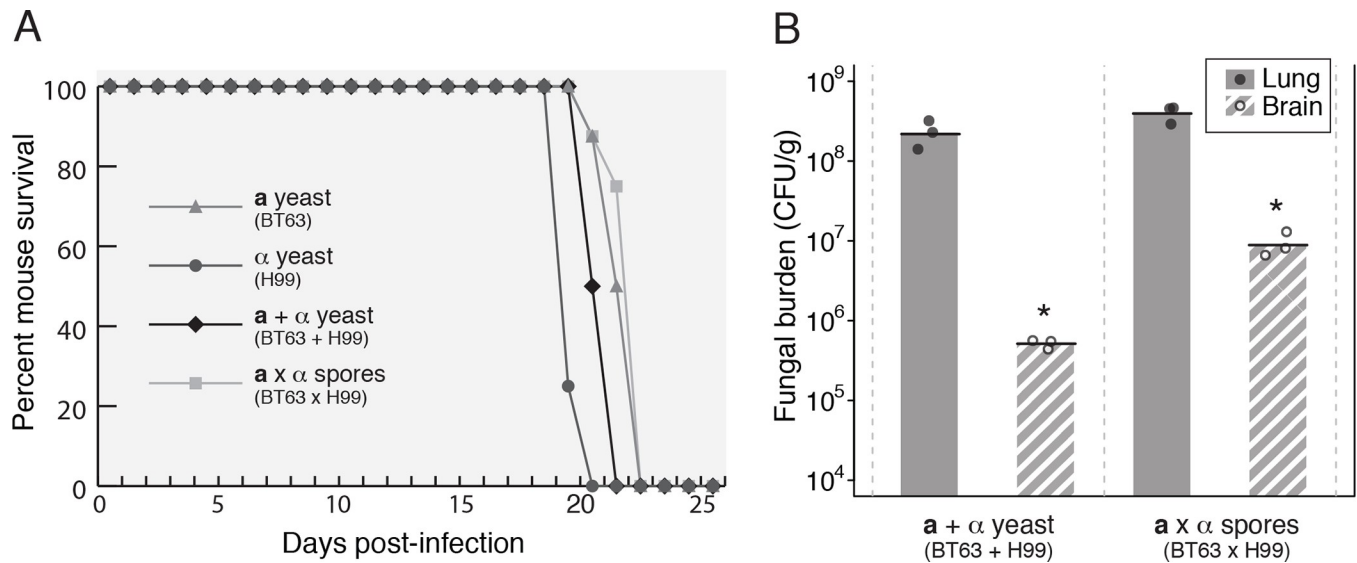 A
Percent mouse survival
100
80
60
40
20
0
a yeast
(BT63)
α yeast
(H99)
a + α yeast
(BT63 + H99)
a x α spores
(BT63 x H99)
0 5 10 15 20 25
Days post-infection
B
Fungal burden (CFU/g)
10⁹
10⁸
10⁷
10⁶
10⁵
10⁴
Lung
Brain
*
*
a + α yeast
(BT63 + H99)
a x α spores
(BT63 x H99)